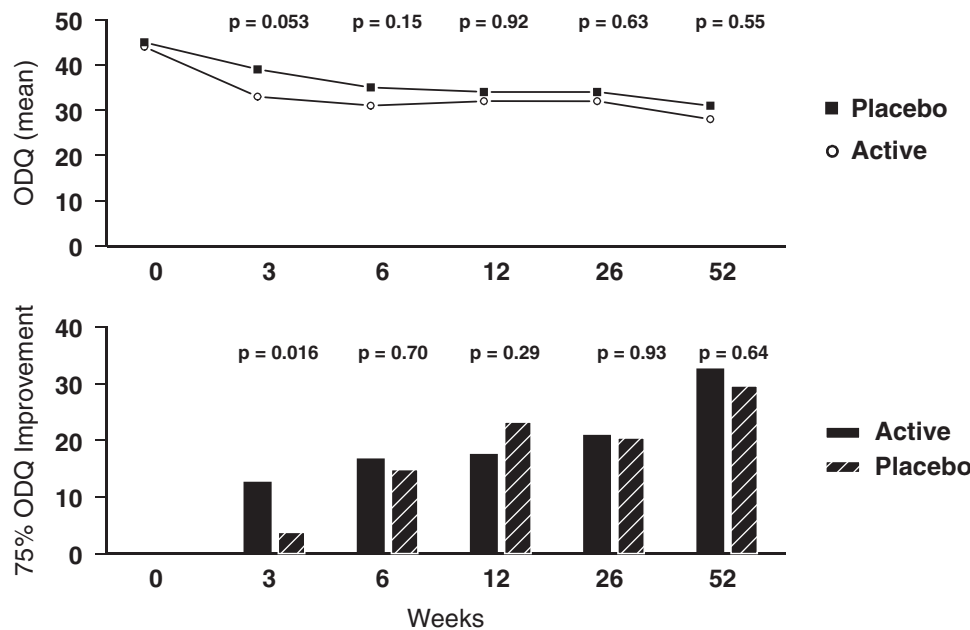 50
p = 0.053 p = 0.15 p = 0.92 p = 0.63 p = 0.55
40
30
20
10
0
ODQ (mean)
Placebo
Active
0 3 6 12 26 52
40
p = 0.016 p = 0.70 p = 0.29 p = 0.93 p = 0.64
30
20
10
0
75% ODQ Improvement
Active
Placebo
0 3 6 12 26 52
Weeks